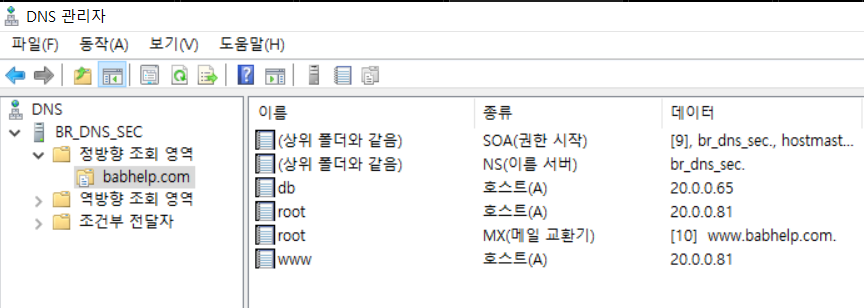 DNS 관리자
파일(F) 동작(A) 보기(V) 도움말(H)
DNS
BR_DNS_SEC
정방향 조회 영역
babhelp.com
역방향 조회 영역
조건부 전달자
이름 종류 데이터
(상위 폴더와 같음) SOA(권한 시작) [9], br_dns_sec., hostmast...
(상위 폴더와 같음) NS(이름 서버) br_dns_sec.
db 호스트(A) 20.0.0.65
root 호스트(A) 20.0.0.81
root MX(메일 교환기) [10] www.babhelp.com.
www 호스트(A) 20.0.0.81